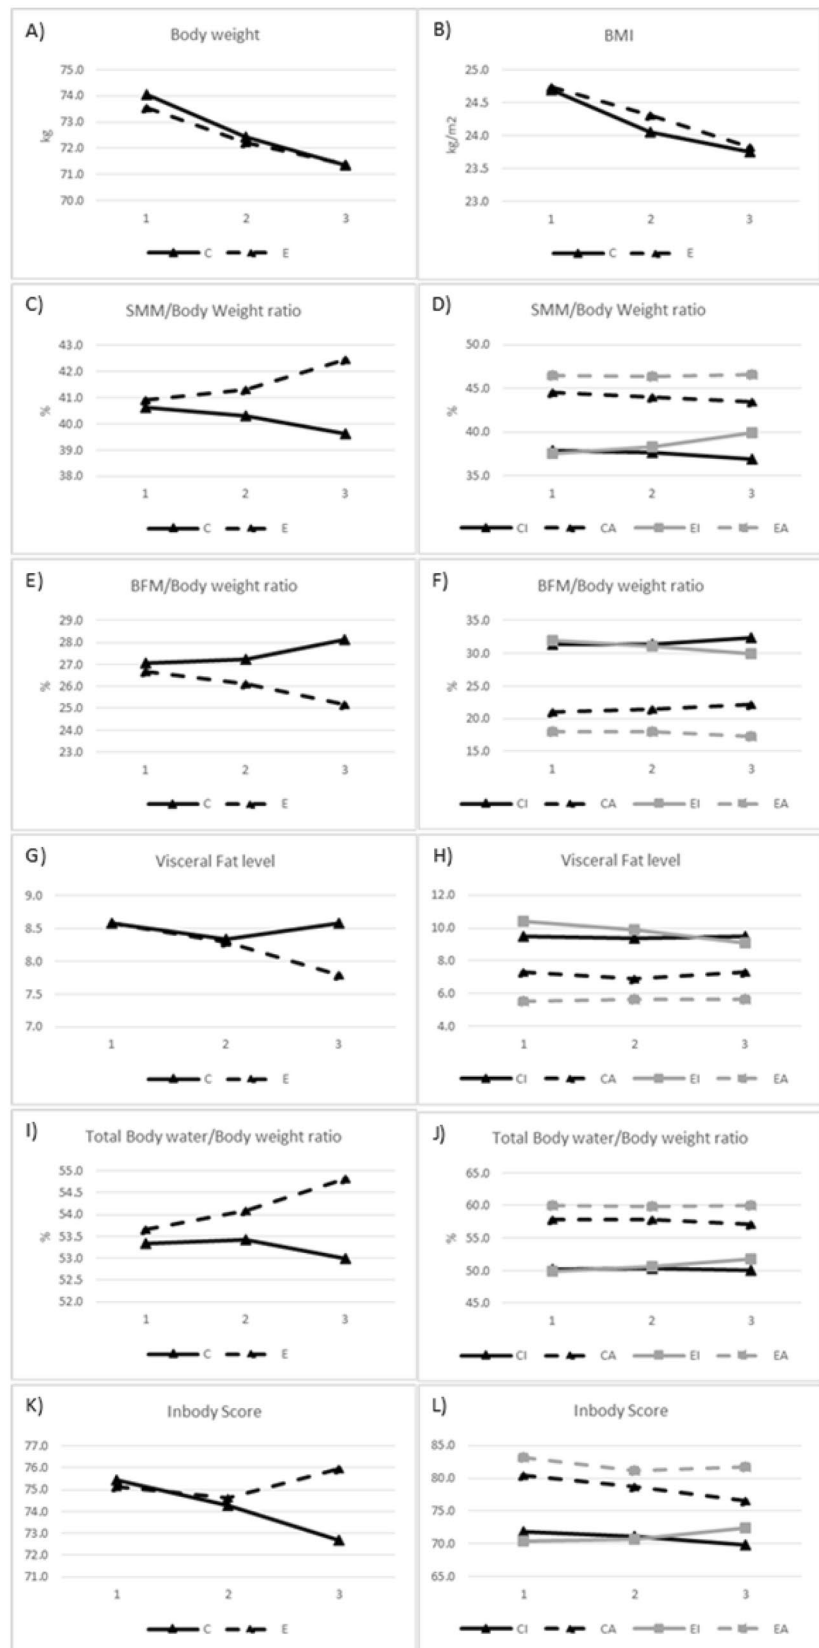 A)
Body weight
75.0
74.0
73.0
72.0
71.0
70.0
kg
1 2 3
C E
B)
BMI
25.0
24.5
24.0
23.5
23.0
kg/m2
1 2 3
C E
C)
SMM/Body Weight ratio
43.0
42.0
41.0
40.0
39.0
38.0
%
1 2 3
C E
D)
SMM/Body Weight ratio
50.0
45.0
40.0
35.0
%
1 2 3
CI CA EI EA
E)
BFM/Body weight ratio
29.0
28.0
27.0
26.0
25.0
24.0
23.0
%
1 2 3
C E
F)
BFM/Body weight ratio
35.0
30.0
25.0
20.0
15.0
%
1 2 3
CI CA EI EA
G)
Visceral Fat level
9.0
8.5
8.0
7.5
7.0
1 2 3
C E
H)
Visceral Fat level
12.0
10.0
8.0
6.0
4.0
1 2 3
CI CA EI EA
I)
Total Body water/Body weight ratio
55.0
54.5
54.0
53.5
53.0
52.5
52.0
%
1 2 3
C E
J)
Total Body water/Body weight ratio
65.0
60.0
55.0
50.0
45.0
%
1 2 3
CI CA EI EA
K)
Inbody Score
77.0
76.0
75.0
74.0
73.0
72.0
71.0
1 2 3
C E
L)
Inbody Score
85.0
80.0
75.0
70.0
65.0
1 2 3
CI CA EI EA